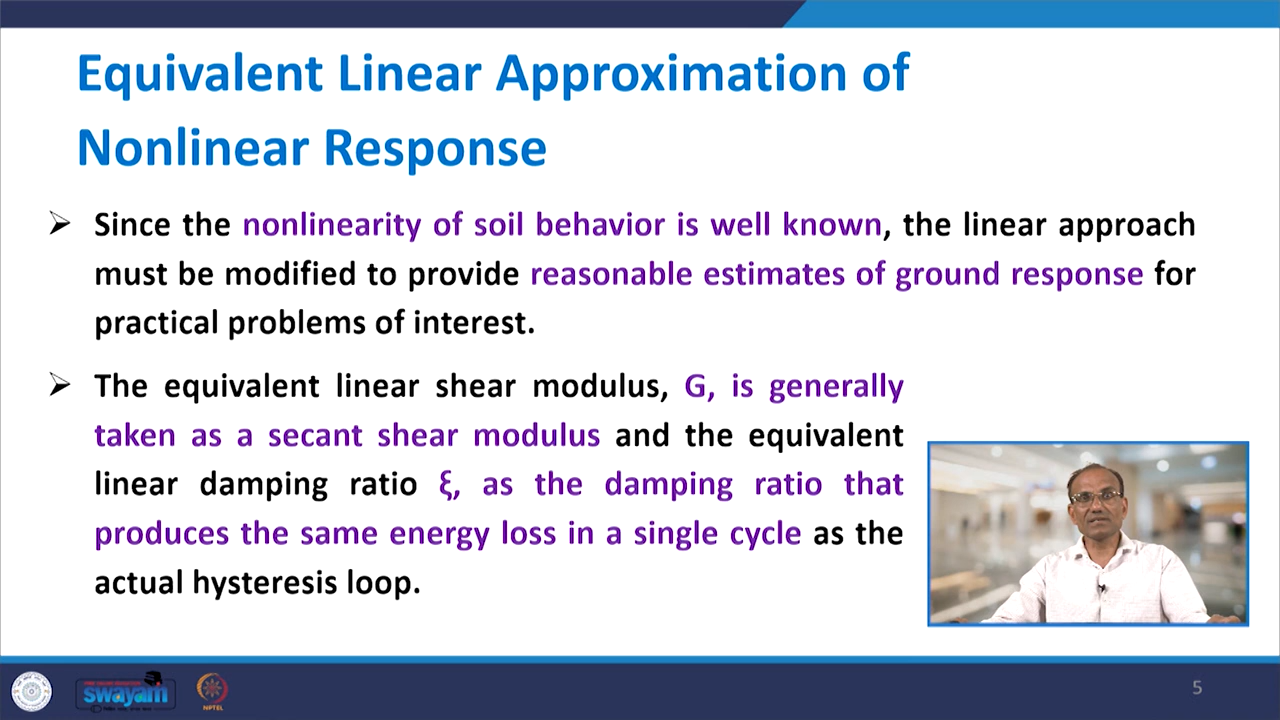 Equivalent Linear Approximation of
Nonlinear Response
Since the nonlinearity of soil behavior is well known, the linear approach
must be modified to provide reasonable estimates of ground response for
practical problems of interest.
The equivalent linear shear modulus, G, is generally
taken as a secant shear modulus and the equivalent
linear damping ratio ξ, as the damping ratio that
produces the same energy loss in a single cycle as the
actual hysteresis loop.
swayam
NPTEL
5